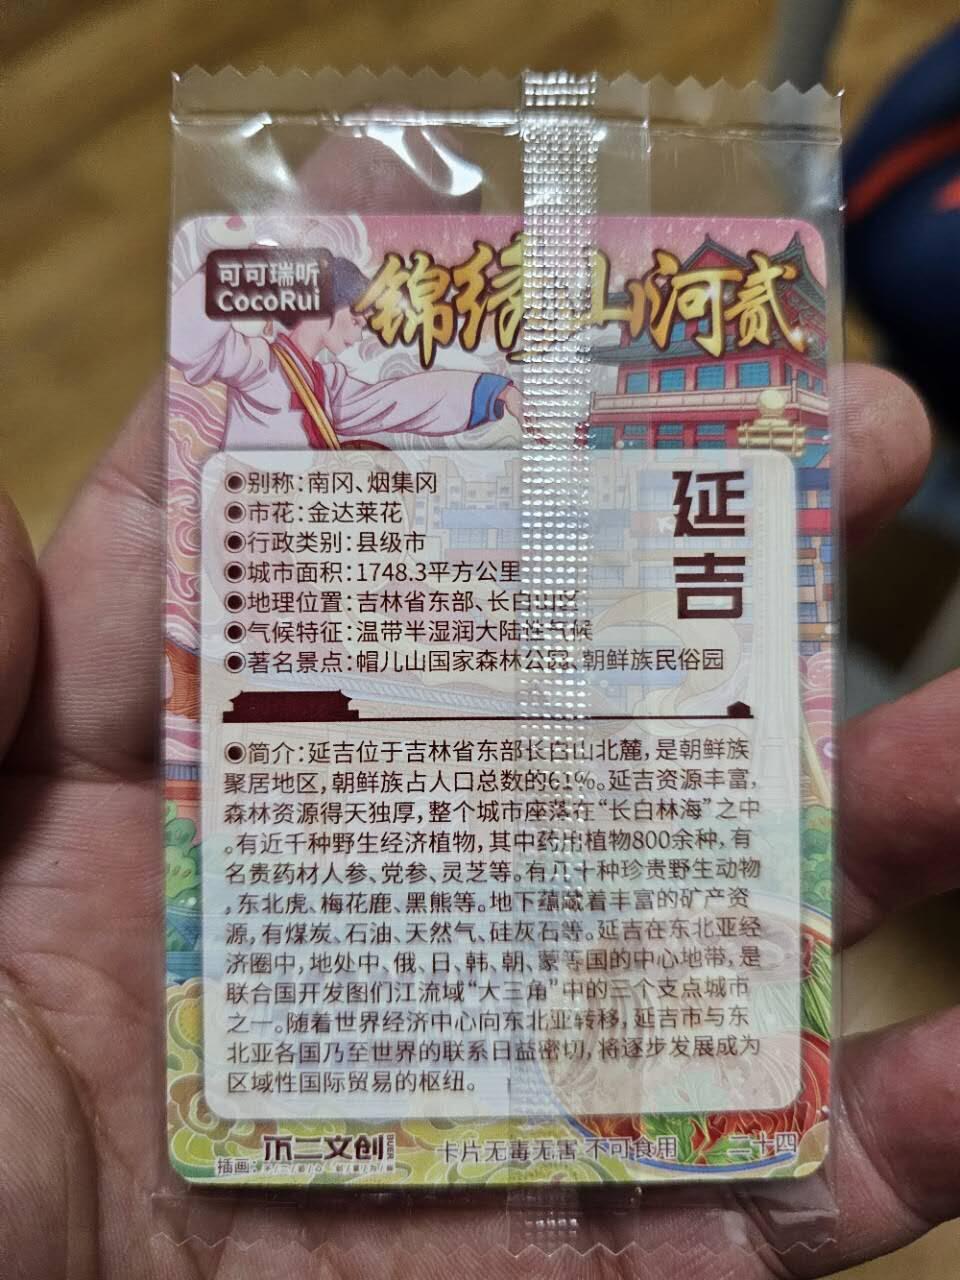 可可瑞听
CocoRui
锦绣山河贰
延吉
◉别称:南冈、烟集冈
◉市花:金达莱花
◉行政类别:县级市
◉城市面积:1748.3平方公里
◉地理位置:吉林省东部、长白山区
◉气候特征:温带半湿润大陆性气候
◉著名景点:帽儿山国家森林公园、朝鲜族民俗园
◉简介:延吉位于吉林省东部长白山北麓,是朝鲜族
聚居地区,朝鲜族占人口总数的61%。延吉资源丰富,
森林资源得天独厚,整个城市座落在“长白林海”之中
。有近千种野生经济植物,其中药用植物800余种,有
名贵药材人参、党参、灵芝等。有几十种珍贵野生动物
,东北虎、梅花鹿、黑熊等。地下蕴藏着丰富的矿产资
源,有煤炭、石油、天然气、硅灰石等。延吉在东北亚经
济圈中,地处中、俄、日、韩、朝、蒙等国的中心地带,是
联合国开发图们江流域“大三角”中的三个支点城市
之一。随着世界经济中心向东北亚转移,延吉市与东
北亚各国乃至世界的联系日益密切,将逐步发展成为
区域性国际贸易的枢纽。
插画:不二文创
卡片无毒无害 不可食用
二十四